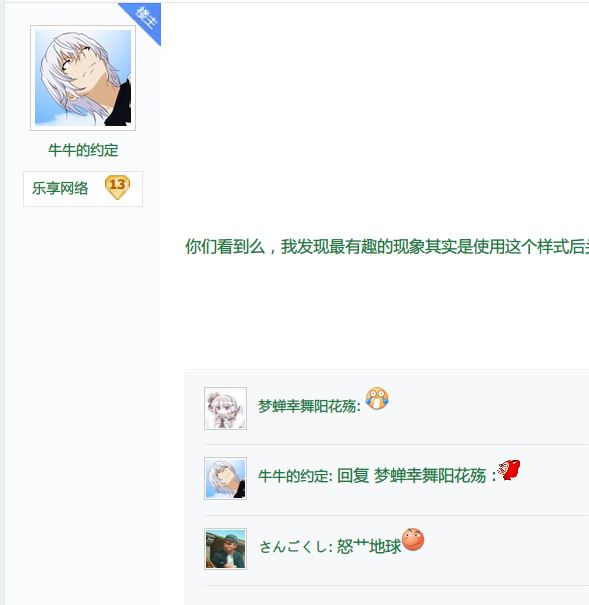 楼主
牛牛的约定
乐享网络 13
你们看到么，我发现最有趣的现象其实是使用这个样式后
梦蝉幸舞阳花殇:
牛牛的约定: 回复 梦蝉幸舞阳花殇：
さんごくし: 怒艹地球